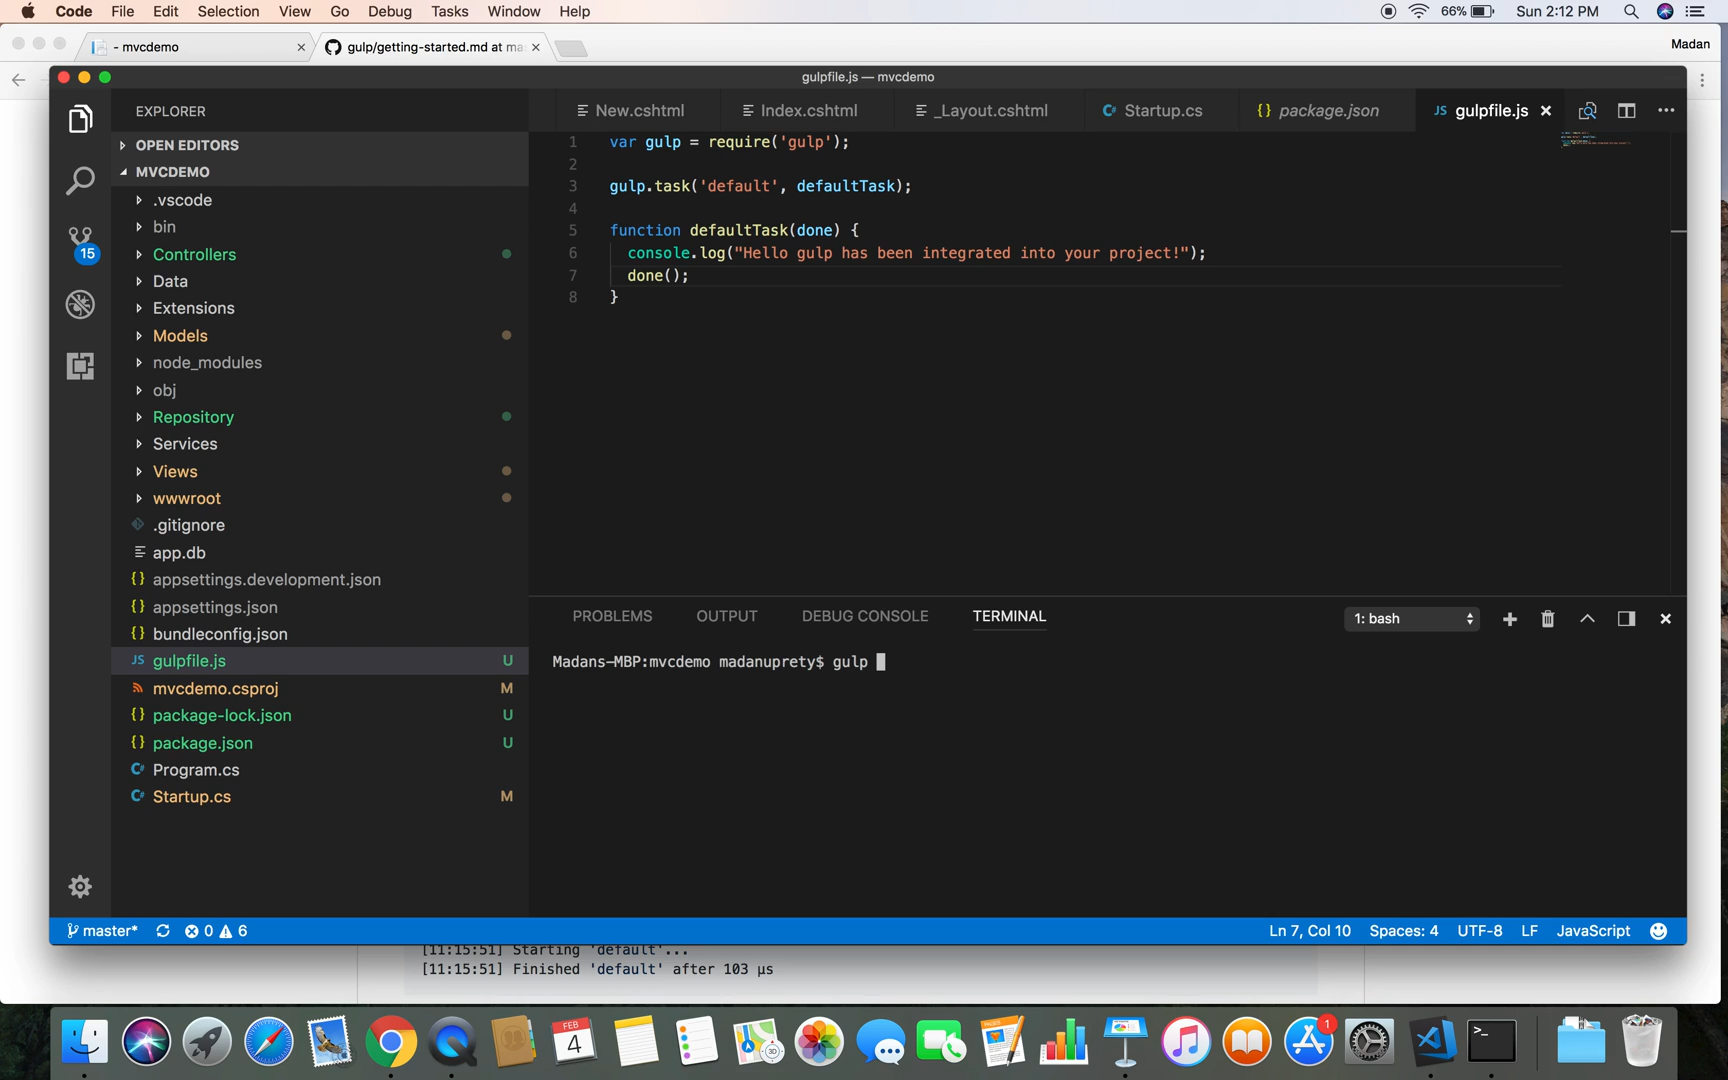 Code File Edit Selection View Go Debug Tasks Window Help 66% Sun 2:12 PM
- mvcdemo gulp/getting-started.md at ma Madan
gulpfile.js — mvcdemo
EXPLORER
New.cshtml Index.cshtml _Layout.cshtml C# Startup.cs {} package.json JS gulpfile.js
OPEN EDITORS
MVCDEMO
.vscode
bin
Controllers
Data
Extensions
Models
node_modules
obj
Repository
Services
Views
wwwroot
.gitignore
app.db
{} appsettings.development.json
{} appsettings.json
{} bundleconfig.json
JS gulpfile.js U
mvcdemo.csproj M
{} package-lock.json U
{} package.json U
C# Program.cs
C# Startup.cs M
15
1 var gulp = require('gulp');
2
3 gulp.task('default', defaultTask);
4
5 function defaultTask(done) {
6 console.log("Hello gulp has been integrated into your project!");
7 done();
8 }
PROBLEMS OUTPUT DEBUG CONSOLE TERMINAL 1: bash
Madans-MBP:mvcdemo madanuprety$ gulp
master* 0 6 Ln 7, Col 10 Spaces: 4 UTF-8 LF JavaScript
[11:15:51] Starting 'default'...
[11:15:51] Finished 'default' after 103 µs
FEB
4
3D
PAGES
1
>_